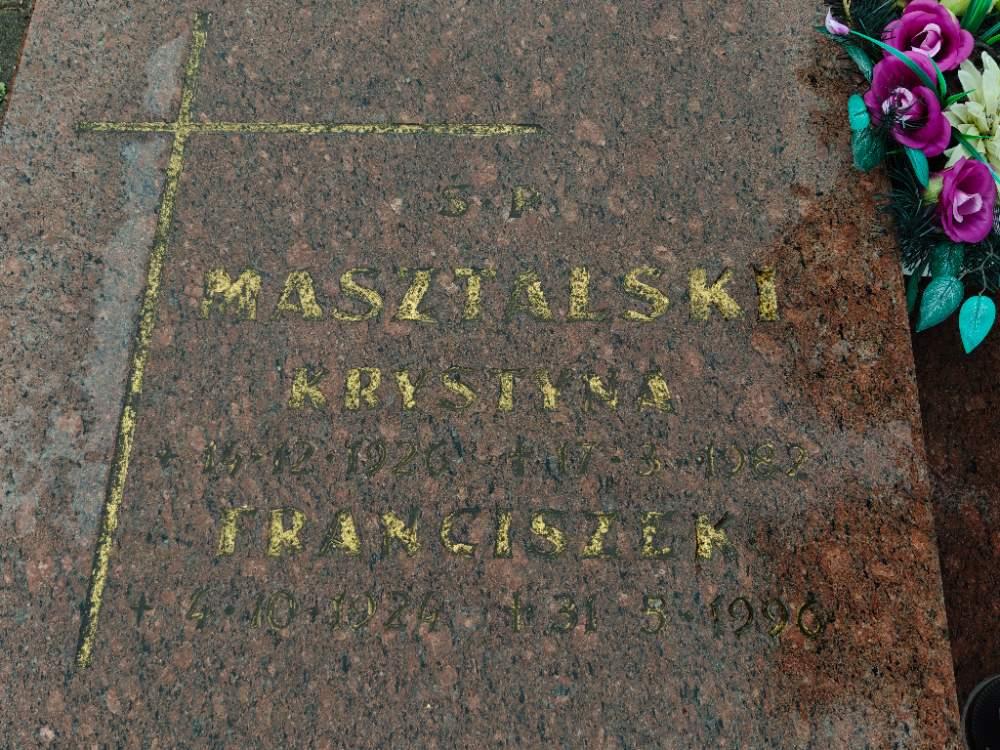 Ś·P
MASZTALSKI
KRYSTYNA
* 14·12·1926 † 17·3·1982
FRANCISZEK
* 4·10·1924 † 31·5·1996